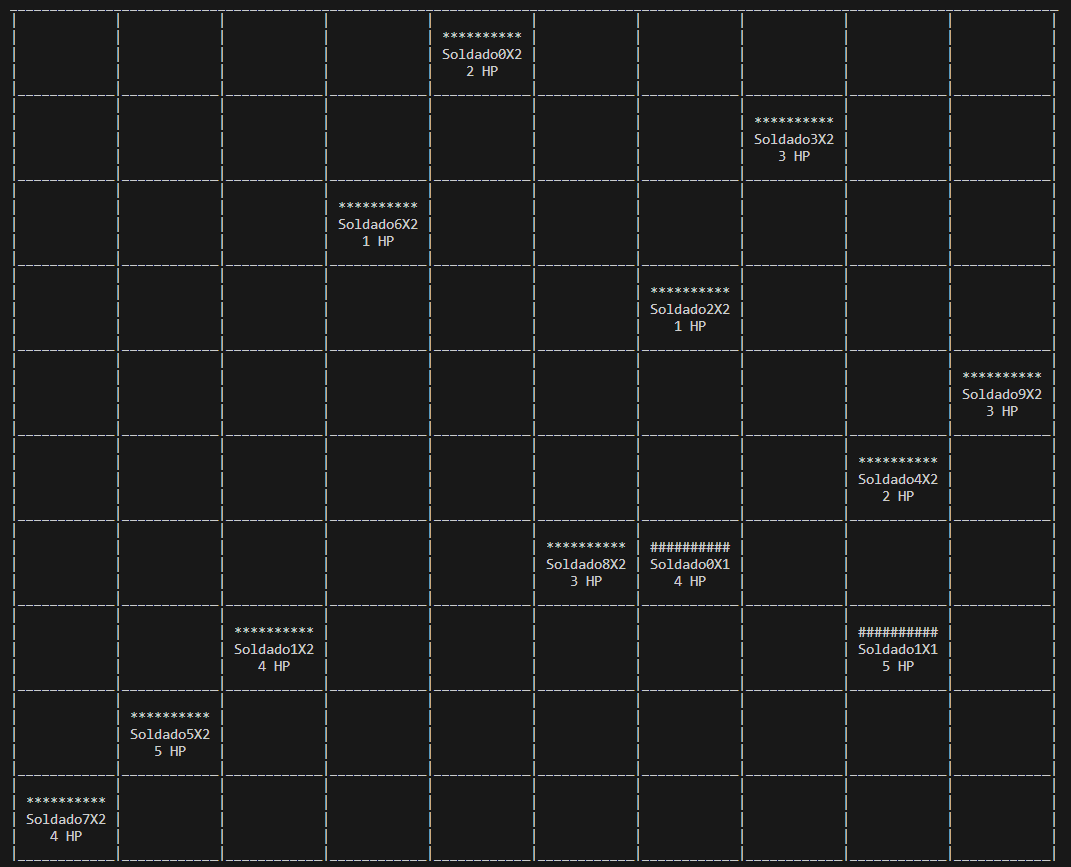 **********
Soldado0X2
2 HP
**********
Soldado3X2
3 HP
**********
Soldado6X2
1 HP
**********
Soldado2X2
1 HP
**********
Soldado9X2
3 HP
**********
Soldado4X2
2 HP
********** ##########
Soldado8X2 Soldado0X1
3 HP 4 HP
********** ##########
Soldado1X2 Soldado1X1
4 HP 5 HP
**********
Soldado5X2
5 HP
**********
Soldado7X2
4 HP